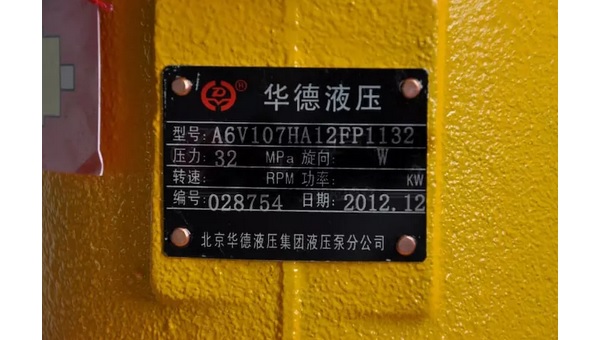 ® 华德液压
型号: A6V107HA12FP1132
压力: 32 MPa 旋向: W
转速: RPM 功率: KW
编号: 028754 日期: 2012.12
北京华德液压集团液压泵分公司